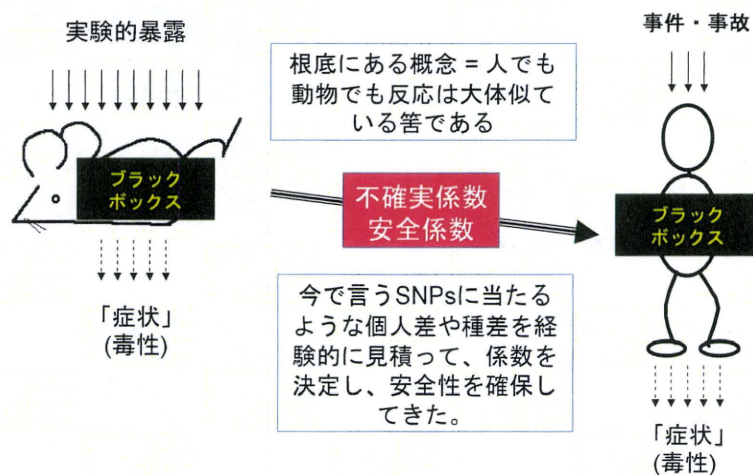 実験的暴露
ブラック
ボックス
「症状」
(毒性)
根底にある概念 = 人でも
動物でも反応は大体似て
いる筈である
不確実係数
安全係数
今で言うSNPsに当たる
ような個人差や種差を経
験的に見積って、係数を
決定し、安全性を確保し
てきた。
事件・事故
ブラック
ボックス
「症状」
(毒性)